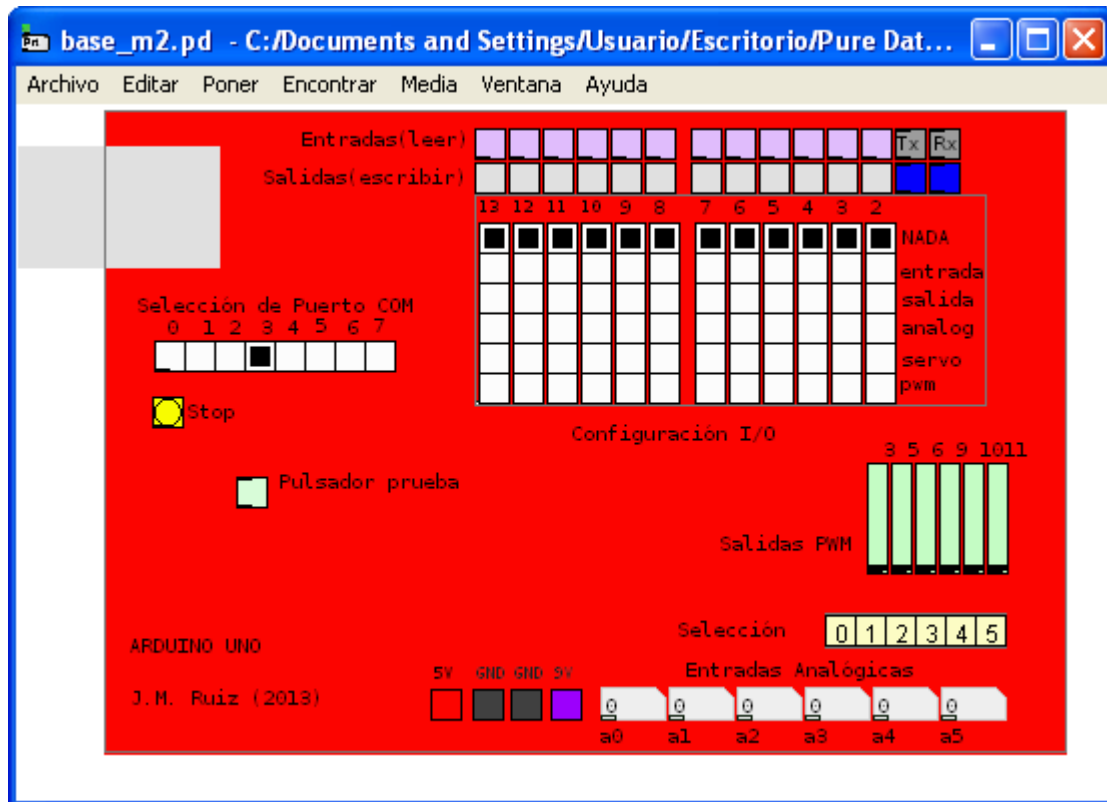 base_m2.pd - C:/Documents and Settings/Usuario/Escritorio/Pure Dat...
Archivo Editar Poner Encontrar Media Ventana Ayuda
Entradas(leer) Tx Rx
Salidas(escribir)
13 12 11 10 9 8 7 6 5 4 3 2
NADA
entrada
salida
analog
servo
pwm
Selección de Puerto COM
0 1 2 3 4 5 6 7
Stop
Configuración I/O
3 5 6 9 1011
Pulsador prueba
Salidas PWM
Selección 0 1 2 3 4 5
ARDUINO UNO
5V GND GND 9V Entradas Analógicas
J.M. Ruiz (2013)
0 0 0 0 0 0
a0 a1 a2 a3 a4 a5